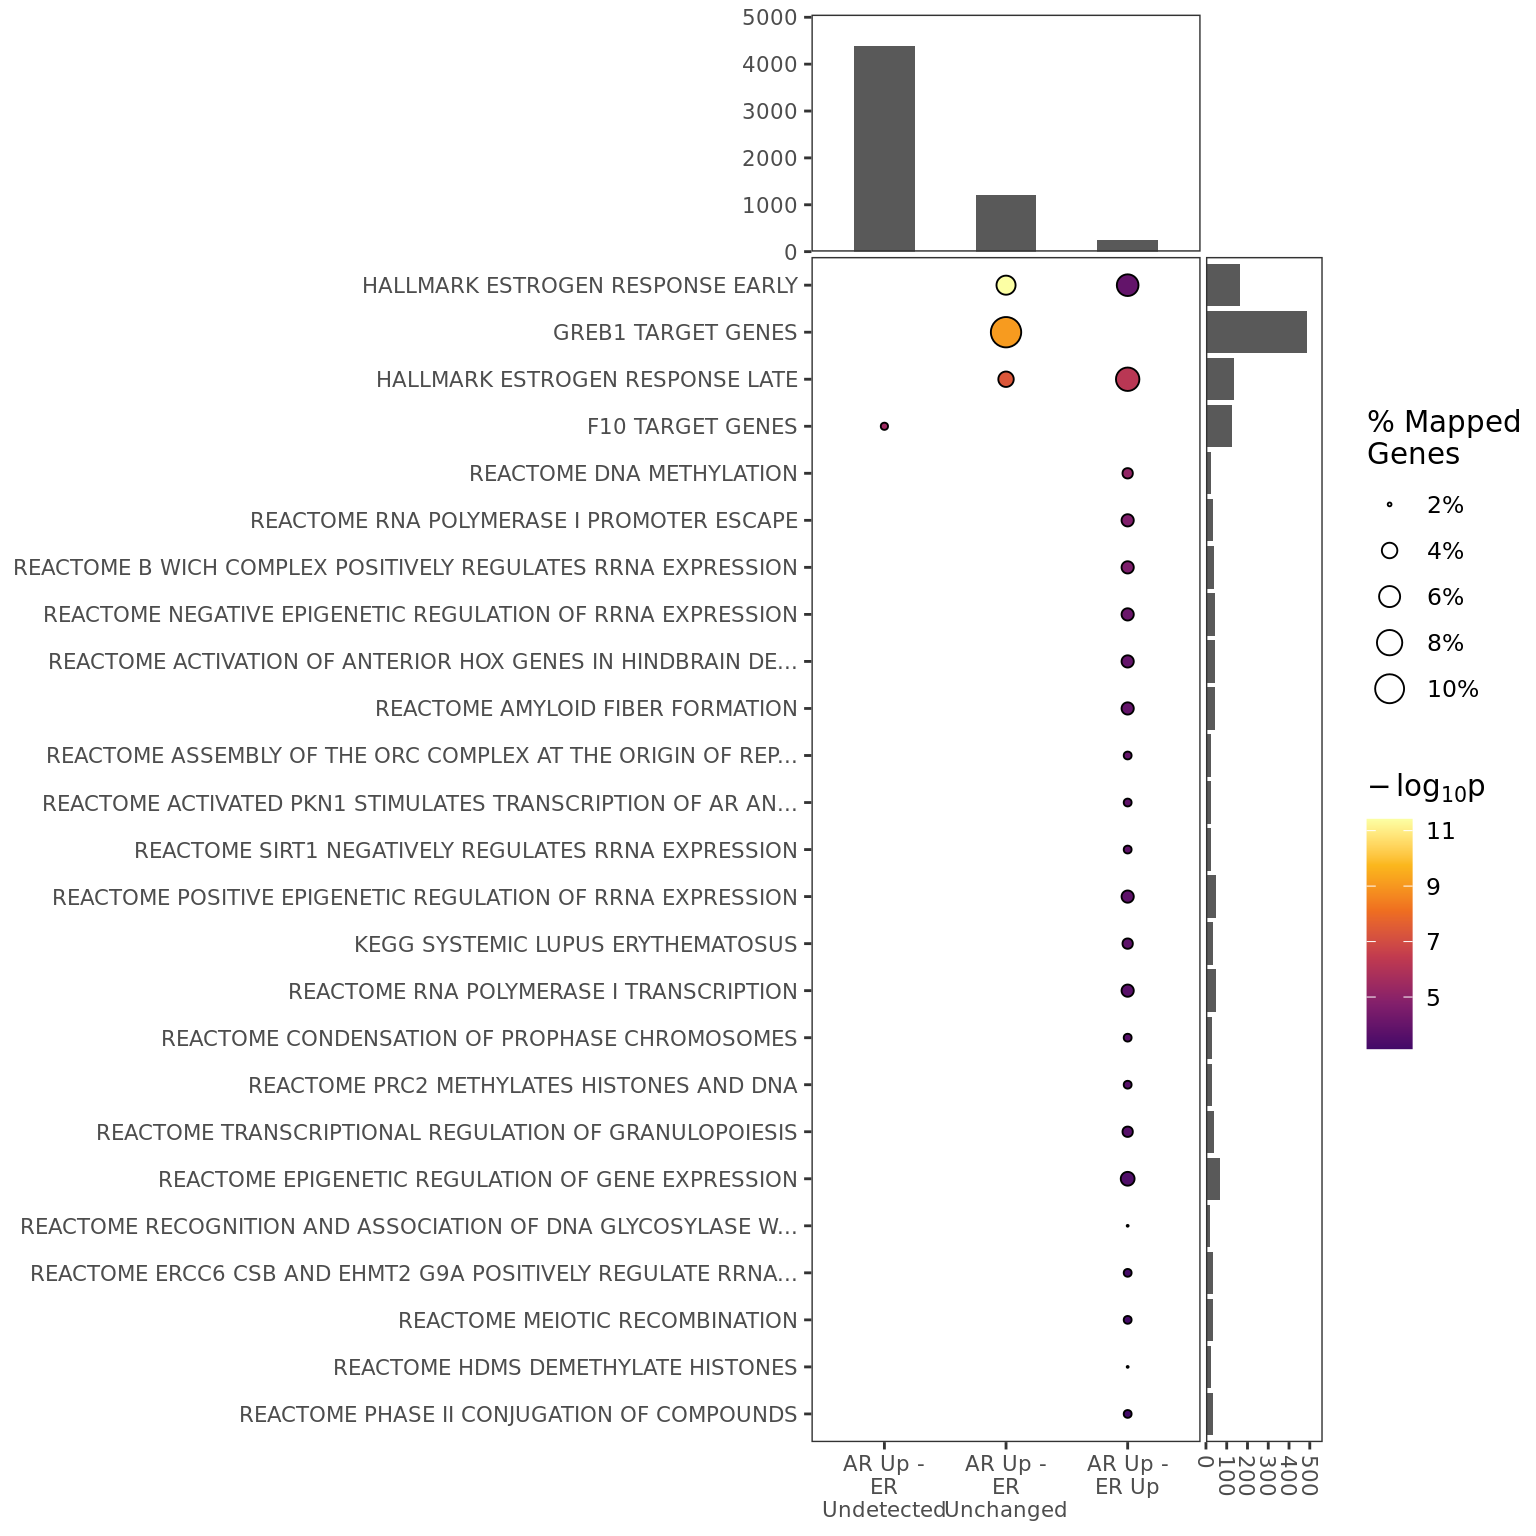 5000
4000
3000
2000
1000
0
HALLMARK ESTROGEN RESPONSE EARLY
GREB1 TARGET GENES
HALLMARK ESTROGEN RESPONSE LATE
F10 TARGET GENES
REACTOME DNA METHYLATION
REACTOME RNA POLYMERASE I PROMOTER ESCAPE
REACTOME B WICH COMPLEX POSITIVELY REGULATES RRNA EXPRESSION
REACTOME NEGATIVE EPIGENETIC REGULATION OF RRNA EXPRESSION
REACTOME ACTIVATION OF ANTERIOR HOX GENES IN HINDBRAIN DE...
REACTOME AMYLOID FIBER FORMATION
REACTOME ASSEMBLY OF THE ORC COMPLEX AT THE ORIGIN OF REP...
REACTOME ACTIVATED PKN1 STIMULATES TRANSCRIPTION OF AR AN...
REACTOME SIRT1 NEGATIVELY REGULATES RRNA EXPRESSION
REACTOME POSITIVE EPIGENETIC REGULATION OF RRNA EXPRESSION
KEGG SYSTEMIC LUPUS ERYTHEMATOSUS
REACTOME RNA POLYMERASE I TRANSCRIPTION
REACTOME CONDENSATION OF PROPHASE CHROMOSOMES
REACTOME PRC2 METHYLATES HISTONES AND DNA
REACTOME TRANSCRIPTIONAL REGULATION OF GRANULOPOIESIS
REACTOME EPIGENETIC REGULATION OF GENE EXPRESSION
REACTOME RECOGNITION AND ASSOCIATION OF DNA GLYCOSYLASE W...
REACTOME ERCC6 CSB AND EHMT2 G9A POSITIVELY REGULATE RRNA...
REACTOME MEIOTIC RECOMBINATION
REACTOME HDMS DEMETHYLATE HISTONES
REACTOME PHASE II CONJUGATION OF COMPOUNDS
AR Up -
ER
Undetected
AR Up -
ER
Unchanged
AR Up -
ER Up
0
100
200
300
400
500
% Mapped
Genes
2%
4%
6%
8%
10%
− log₁₀p
11
9
7
5